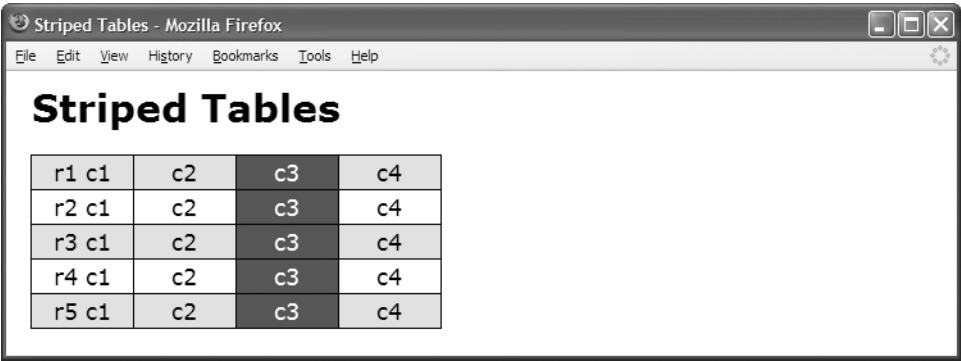 Striped Tables - Mozilla Firefox
File Edit View History Bookmarks Tools Help
Striped Tables
r1 c1 c2 c3 c4
r2 c1 c2 c3 c4
r3 c1 c2 c3 c4
r4 c1 c2 c3 c4
r5 c1 c2 c3 c4